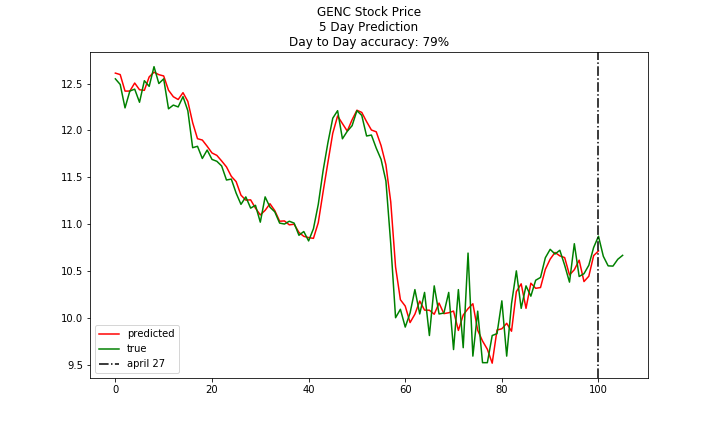 GENC Stock Price
5 Day Prediction
Day to Day accuracy: 79%
12.5
12.0
11.5
11.0
10.5
10.0
9.5
predicted
true
april 27
0 20 40 60 80 100